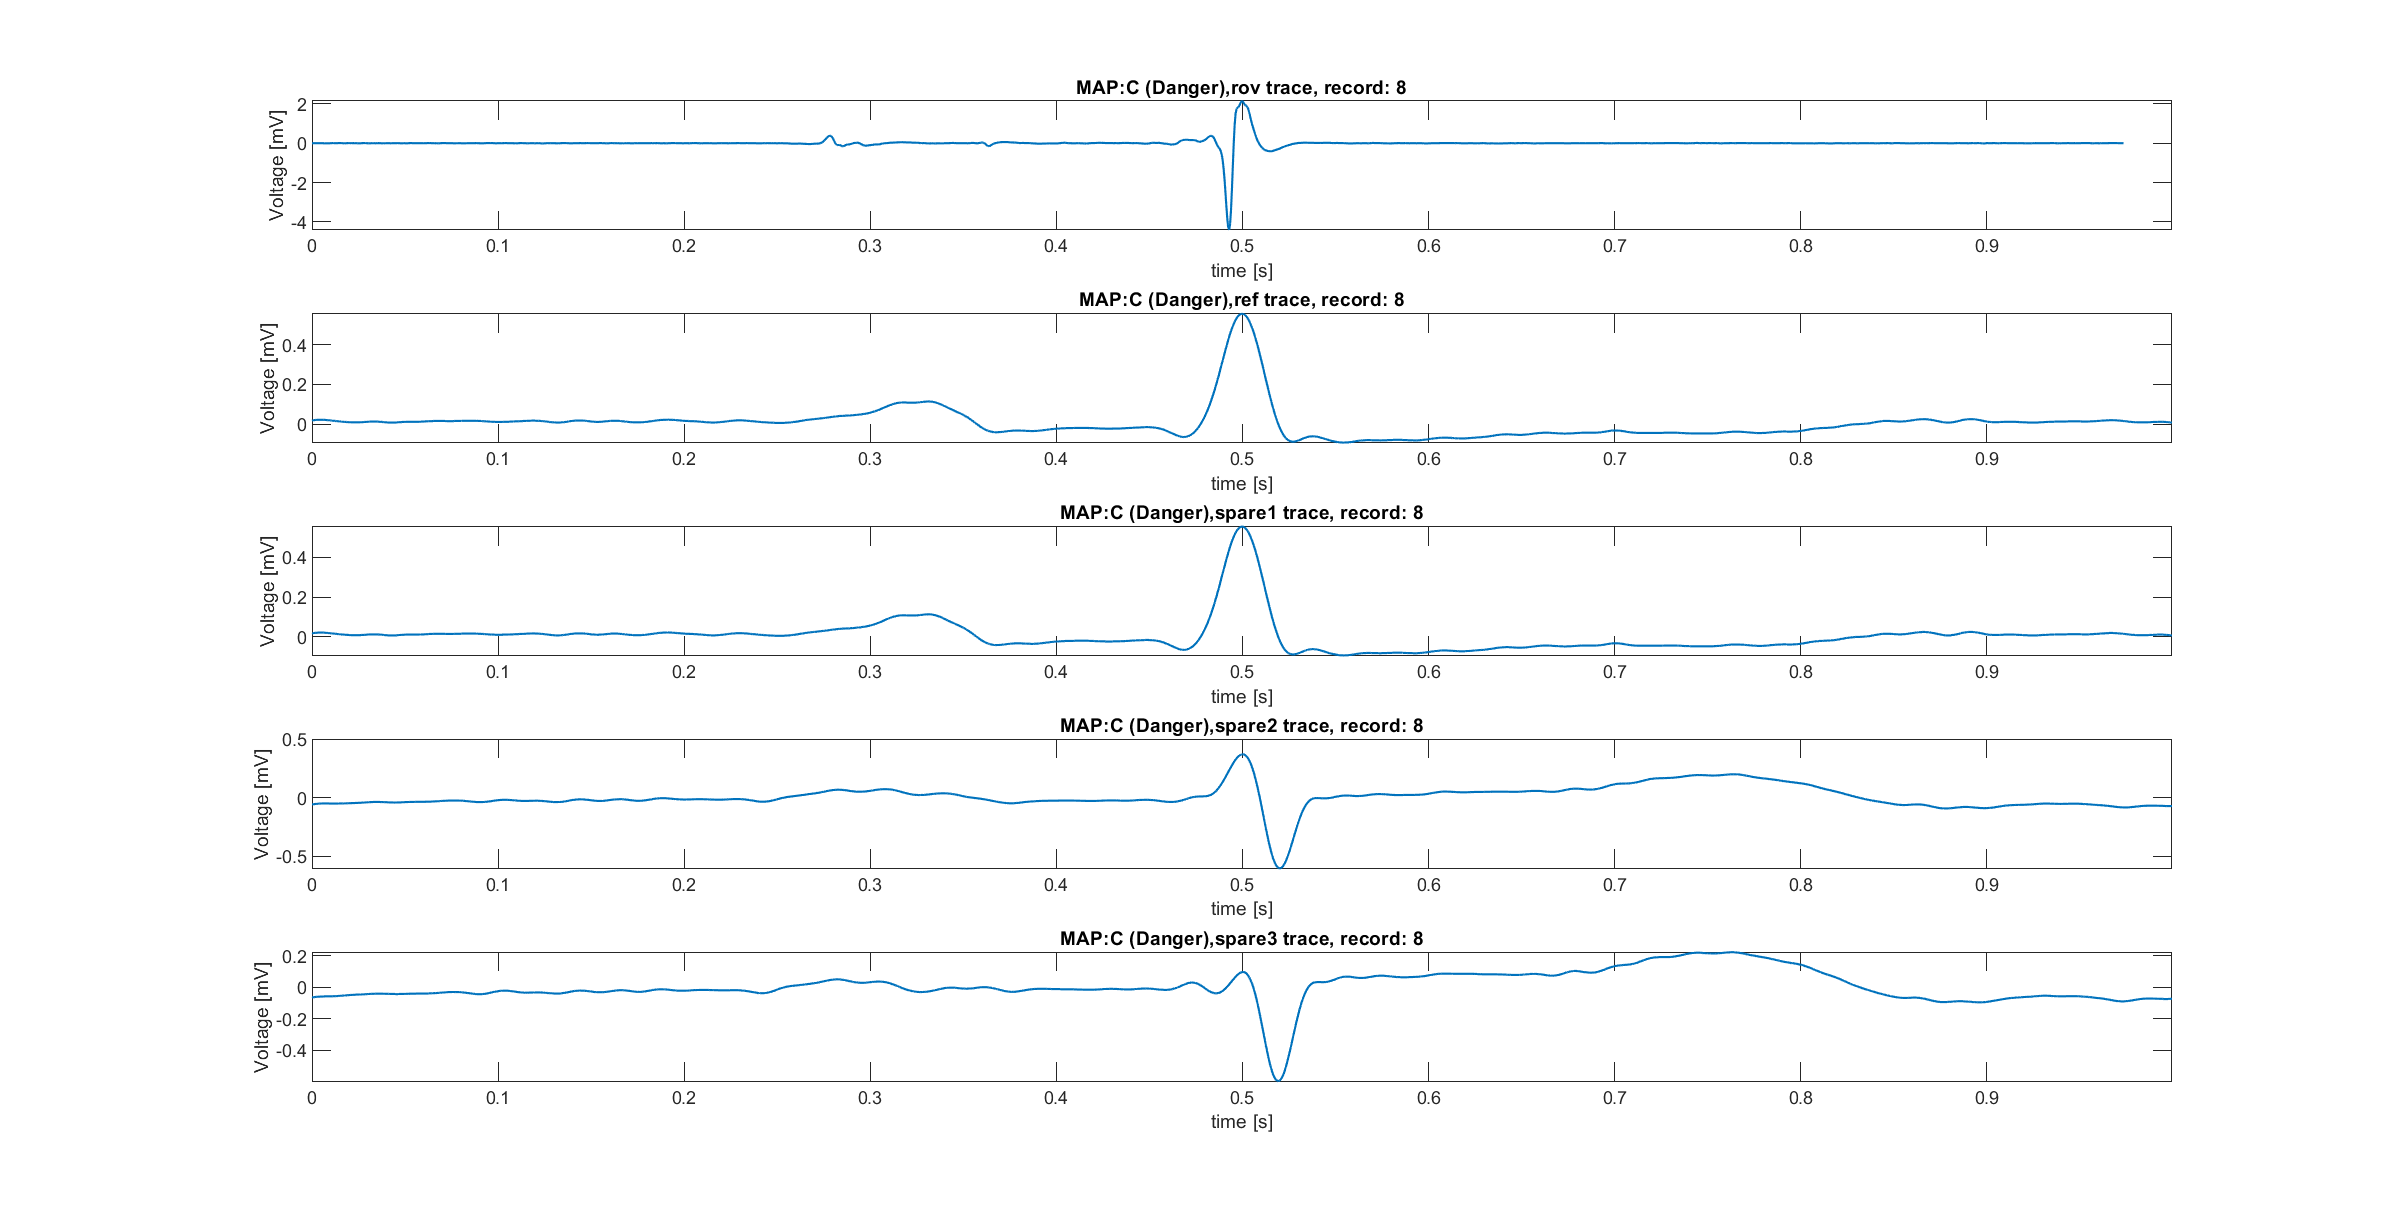 MAP:C (Danger),rov trace, record: 8
Voltage [mV]
2
0
-2
-4
0 0.1 0.2 0.3 0.4 0.5 0.6 0.7 0.8 0.9
time [s]
MAP:C (Danger),ref trace, record: 8
Voltage [mV]
0.4
0.2
0
0 0.1 0.2 0.3 0.4 0.5 0.6 0.7 0.8 0.9
time [s]
MAP:C (Danger),spare1 trace, record: 8
Voltage [mV]
0.4
0.2
0
0 0.1 0.2 0.3 0.4 0.5 0.6 0.7 0.8 0.9
time [s]
MAP:C (Danger),spare2 trace, record: 8
Voltage [mV]
0.5
0
-0.5
0 0.1 0.2 0.3 0.4 0.5 0.6 0.7 0.8 0.9
time [s]
MAP:C (Danger),spare3 trace, record: 8
Voltage [mV]
0.2
0
-0.2
-0.4
0 0.1 0.2 0.3 0.4 0.5 0.6 0.7 0.8 0.9
time [s]